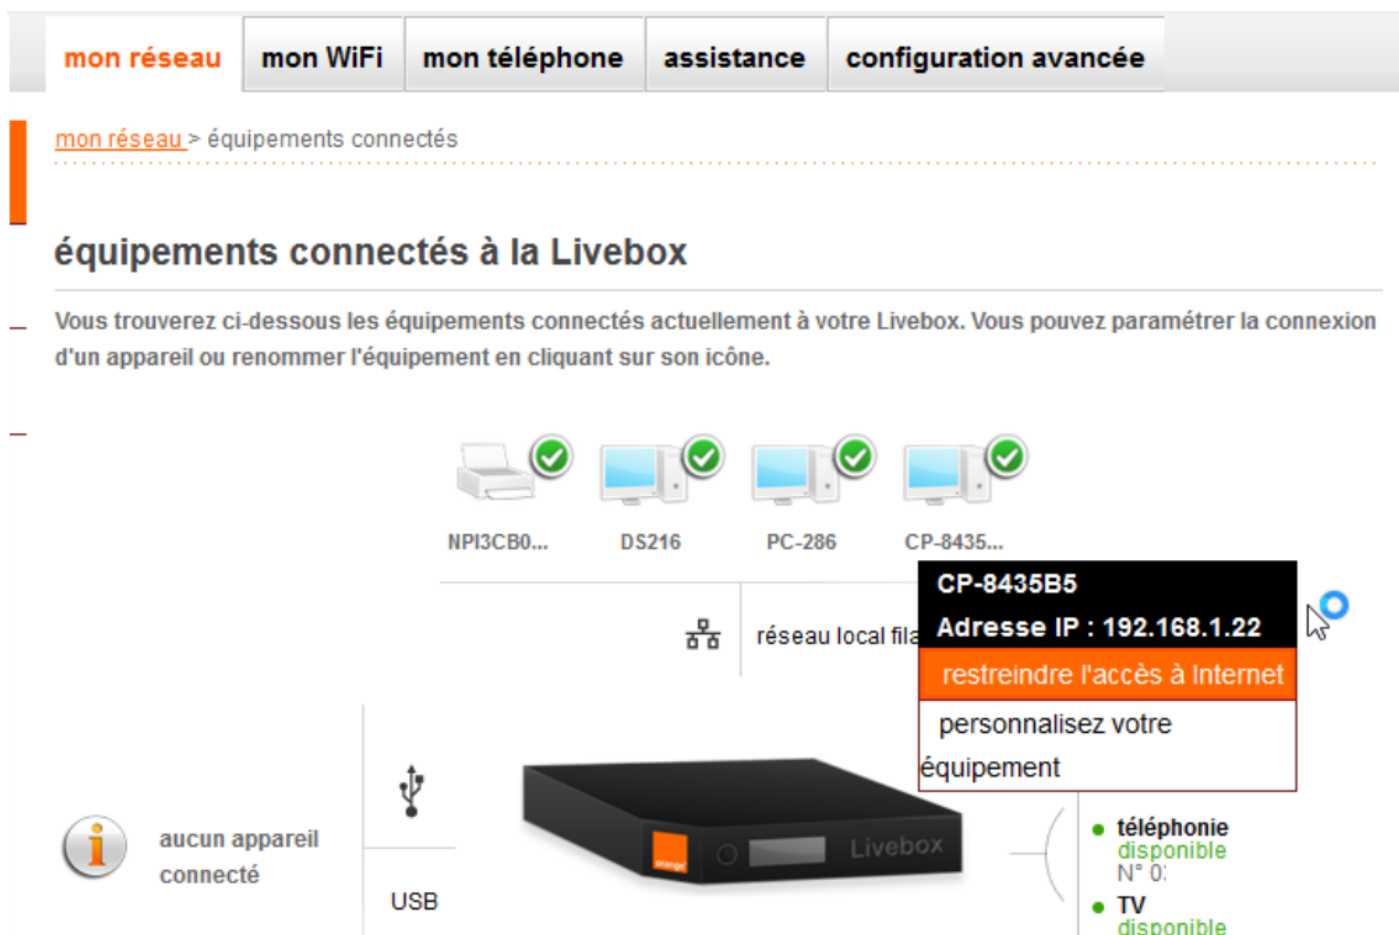 mon réseau
mon WiFi
mon téléphone
assistance
configuration avancée
mon réseau > équipements connectés
équipements connectés à la Livebox
Vous trouverez ci-dessous les équipements connectés actuellement à votre Livebox. Vous pouvez paramétrer la connexion
d'un appareil ou renommer l'équipement en cliquant sur son icône.
NPI3CB0...
DS216
PC-286
CP-8435...
CP-8435B5
Adresse IP : 192.168.1.22
restreindre l'accès à Internet
personnalisez votre
équipement
réseau local
aucun appareil
connecté
USB
orange
Livebox
téléphonie
disponible
N° 0
TV
disponible